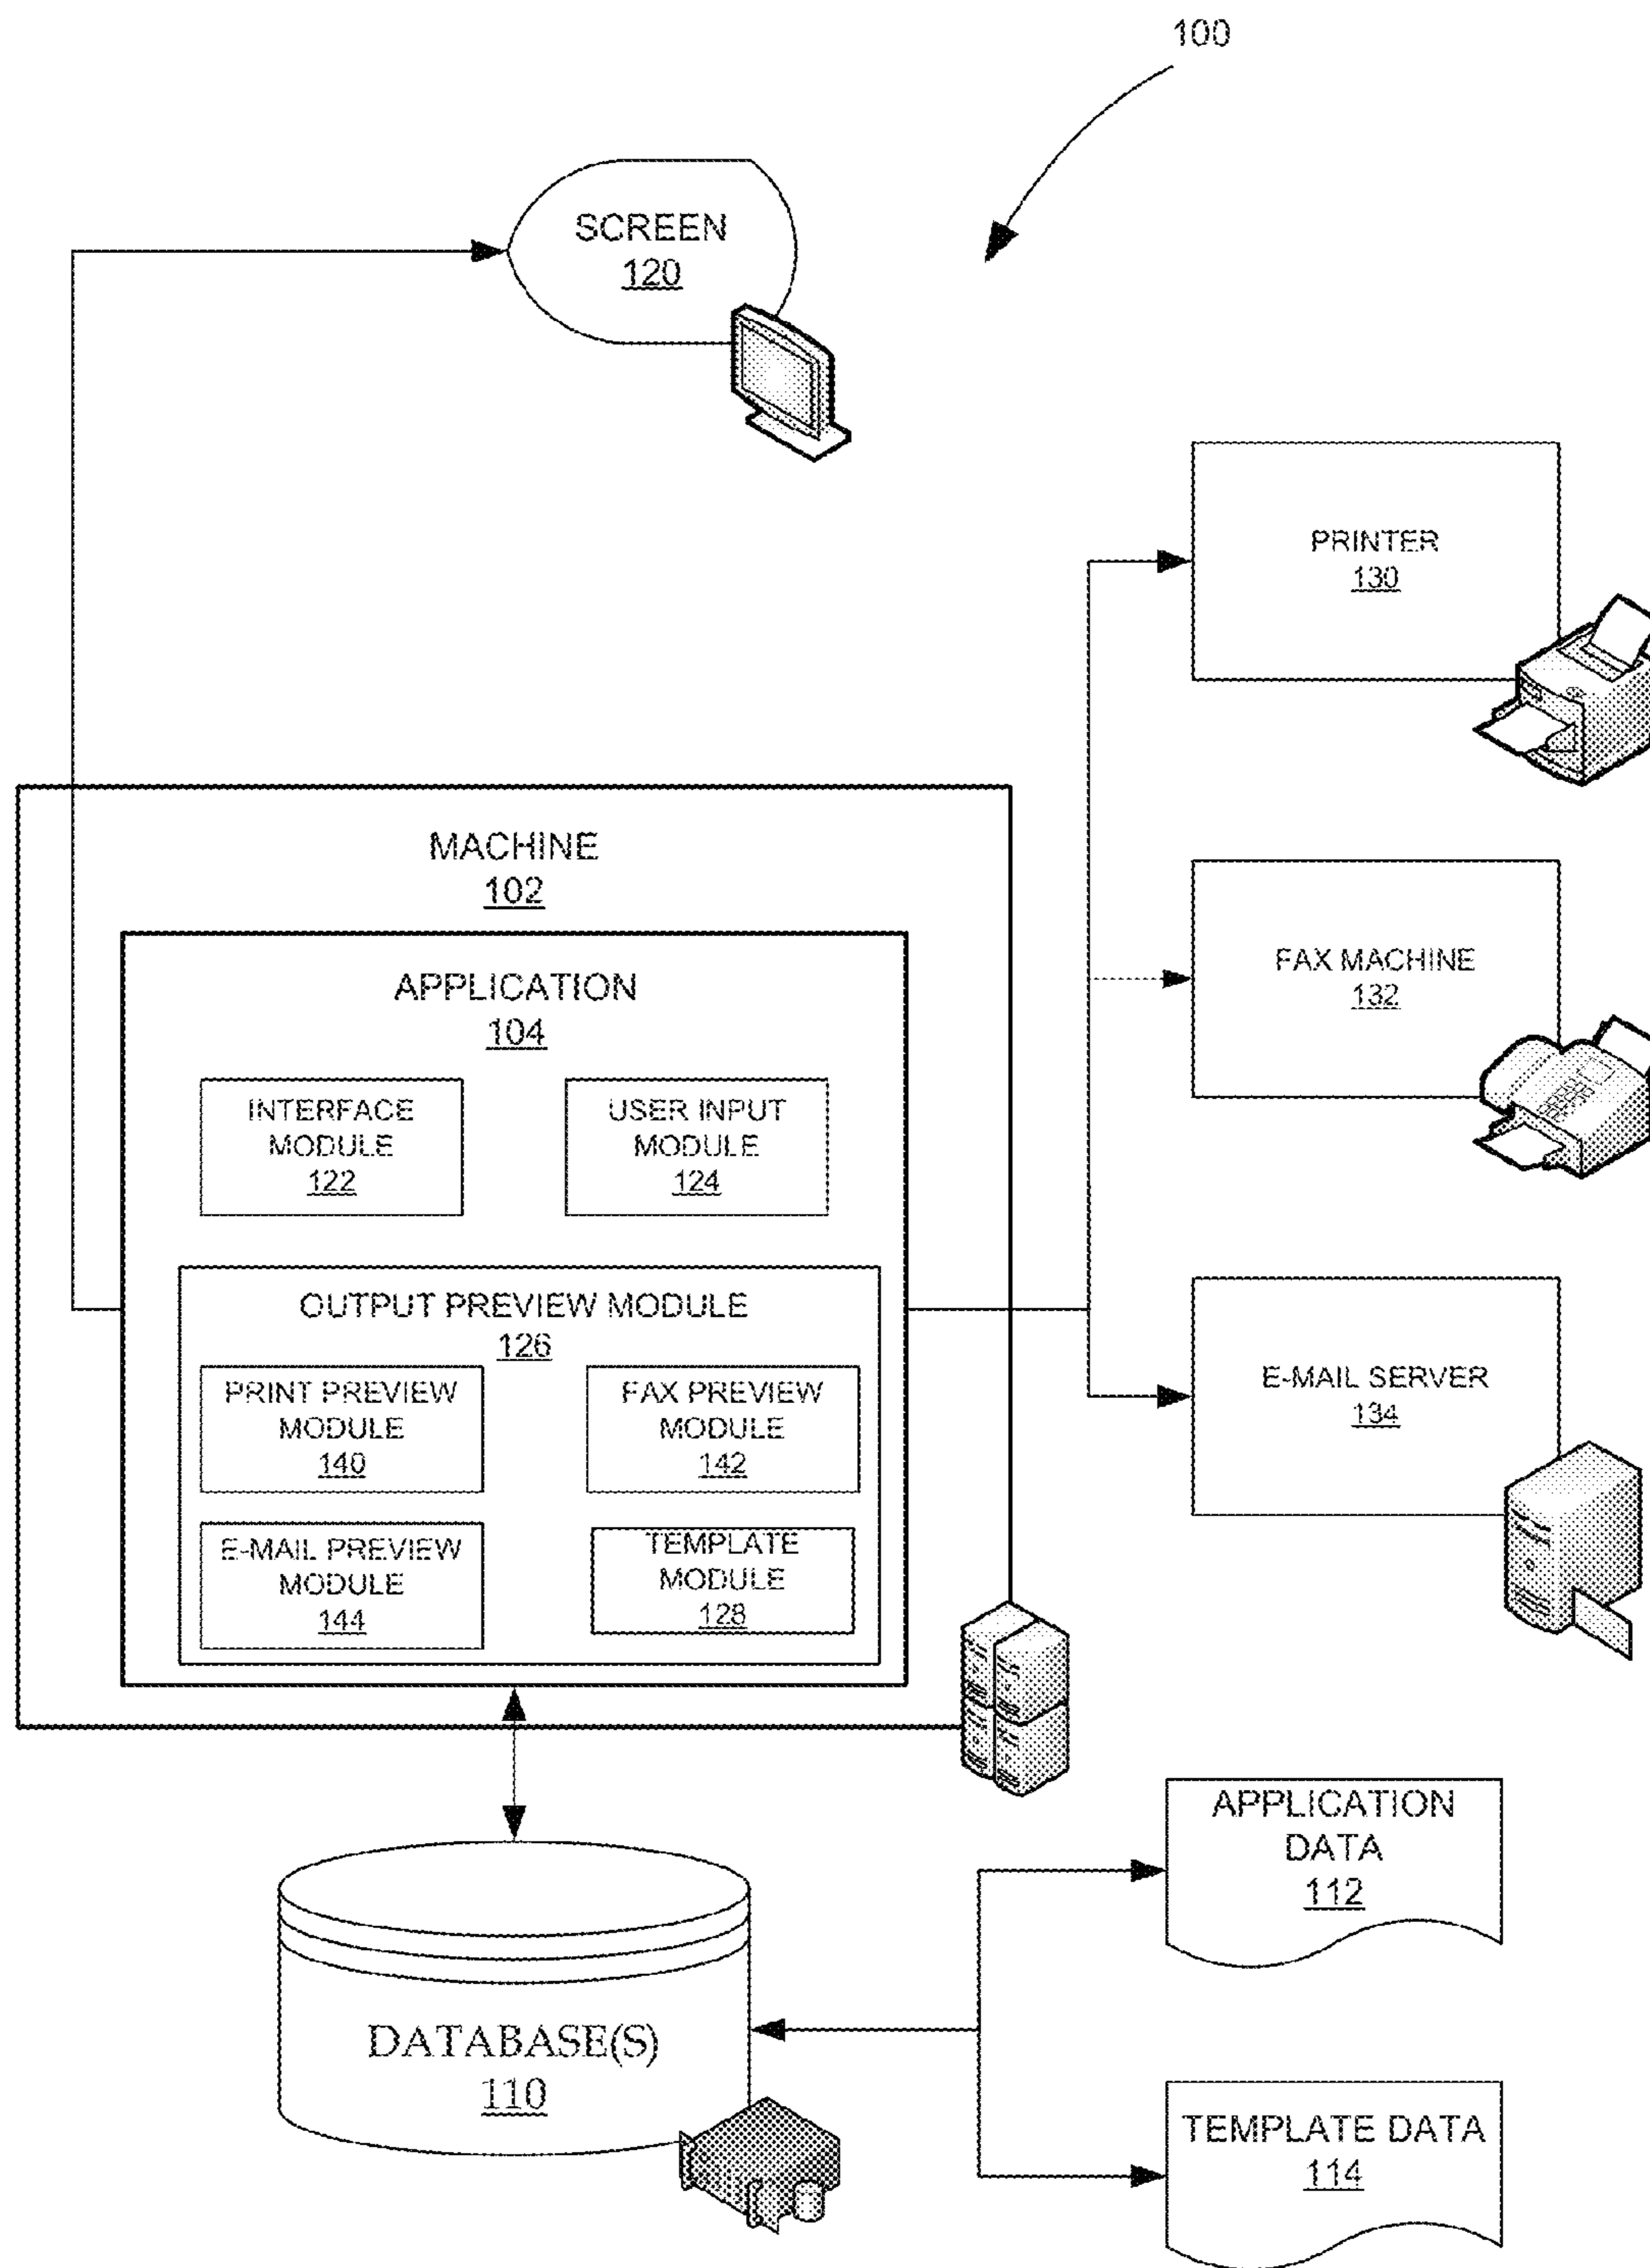 100
SCREEN
120
PRINTER
130
MACHINE
102
FAX MACHINE
132
APPLICATION
104
INTERFACE
MODULE
122
USER INPUT
MODULE
124
OUTPUT PREVIEW MODULE
126
E-MAIL SERVER
134
PRINT PREVIEW
MODULE
140
FAX PREVIEW
MODULE
142
E-MAIL PREVIEW
MODULE
144
TEMPLATE
MODULE
128
APPLICATION
DATA
112
DATABASE(S)
110
TEMPLATE DATA
114